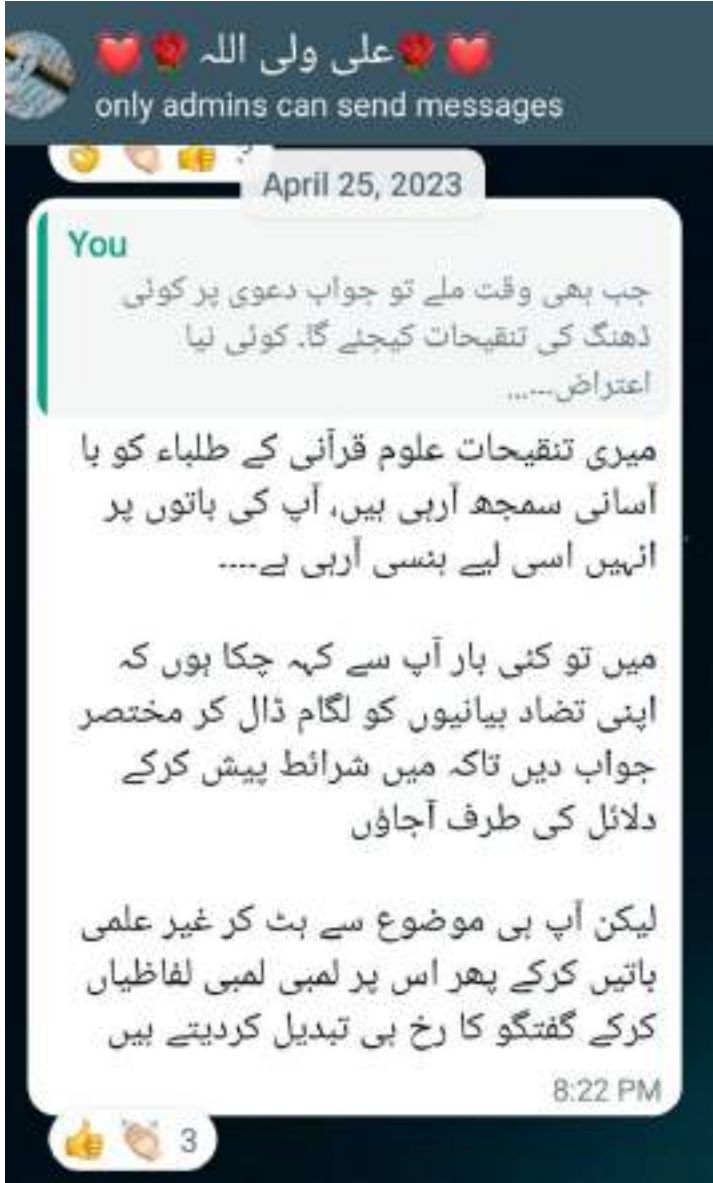 💓🌹علی ولی اللہ🌹💓
only admins can send messages
April 25, 2023
You
جب بھی وقت ملے تو جواب دعوی پر کوئی
ڈھنگ کی تنقیحات کیجئے گا. کوئی نیا
اعتراض.....
میری تنقیحات علوم قرآنی کے طلباء کو با
آسانی سمجھ آرہی ہیں، آپ کی باتوں پر
انہیں اسی لیے ہنسی آرہی ہے....
میں تو کئی بار آپ سے کہہ چکا ہوں کہ
اپنی تضاد بیانیوں کو لگام ڈال کر مختصر
جواب دیں تاکہ میں شرائط پیش کرکے
دلائل کی طرف آجاؤں
لیکن آپ ہی موضوع سے ہٹ کر غیر علمی
باتیں کرکے پھر اس پر لمبی لمبی لفاظیاں
کرکے گفتگو کا رخ ہی تبدیل کردیتے ہیں
8:22 PM
👍👏🏻 3